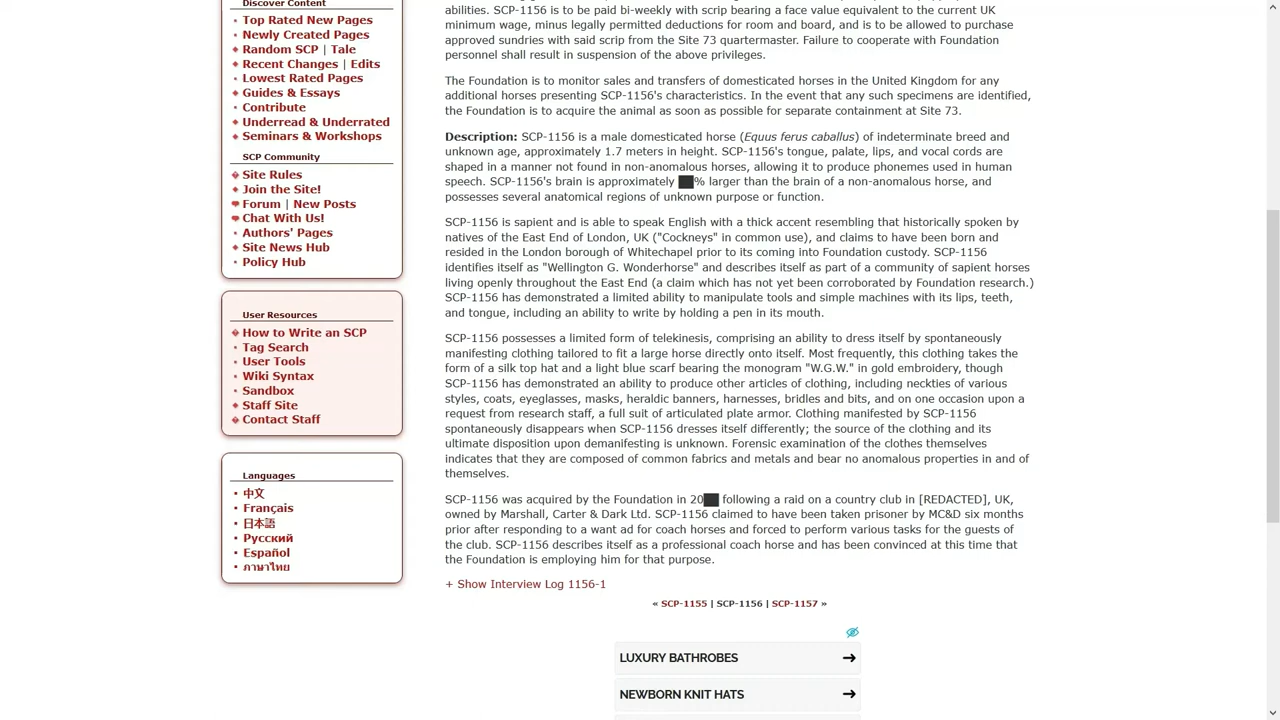 Discover Content
Top Rated New Pages
Newly Created Pages
Random SCP | Tale
Recent Changes | Edits
Lowest Rated Pages
Guides & Essays
Contribute
Underread & Underrated
Seminars & Workshops
SCP Community
Site Rules
Join the Site!
Forum | New Posts
Chat With Us!
Authors' Pages
Site News Hub
Policy Hub
User Resources
How to Write an SCP
Tag Search
User Tools
Wiki Syntax
Sandbox
Staff Site
Contact Staff
Languages
中文
Français
日本語
Русский
Español
ภาษาไทย
abilities. SCP-1156 is to be paid bi-weekly with scrip bearing a face value equivalent to the current UK
minimum wage, minus legally permitted deductions for room and board, and is to be allowed to purchase
approved sundries with said scrip from the Site 73 quartermaster. Failure to cooperate with Foundation
personnel shall result in suspension of the above privileges.
The Foundation is to monitor sales and transfers of domesticated horses in the United Kingdom for any
additional horses presenting SCP-1156's characteristics. In the event that any such specimens are identified,
the Foundation is to acquire the animal as soon as possible for separate containment at Site 73.
Description: SCP-1156 is a male domesticated horse (Equus ferus caballus) of indeterminate breed and
unknown age, approximately 1.7 meters in height. SCP-1156's tongue, palate, lips, and vocal cords are
shaped in a manner not found in non-anomalous horses, allowing it to produce phonemes used in human
speech. SCP-1156's brain is approximately ██% larger than the brain of a non-anomalous horse, and
possesses several anatomical regions of unknown purpose or function.
SCP-1156 is sapient and is able to speak English with a thick accent resembling that historically spoken by
natives of the East End of London, UK ("Cockneys" in common use), and claims to have been born and
resided in the London borough of Whitechapel prior to its coming into Foundation custody. SCP-1156
identifies itself as "Wellington G. Wonderhorse" and describes itself as part of a community of sapient horses
living openly throughout the East End (a claim which has not yet been corroborated by Foundation research.)
SCP-1156 has demonstrated a limited ability to manipulate tools and simple machines with its lips, teeth,
and tongue, including an ability to write by holding a pen in its mouth.
SCP-1156 possesses a limited form of telekinesis, comprising an ability to dress itself by spontaneously
manifesting clothing tailored to fit a large horse directly onto itself. Most frequently, this clothing takes the
form of a silk top hat and a light blue scarf bearing the monogram "W.G.W." in gold embroidery, though
SCP-1156 has demonstrated an ability to produce other articles of clothing, including neckties of various
styles, coats, eyeglasses, masks, heraldic banners, harnesses, bridles and bits, and on one occasion upon a
request from research staff, a full suit of articulated plate armor. Clothing manifested by SCP-1156
spontaneously disappears when SCP-1156 dresses itself differently; the source of the clothing and its
ultimate disposition upon demanifesting is unknown. Forensic examination of the clothes themselves
indicates that they are composed of common fabrics and metals and bear no anomalous properties in and of
themselves.
SCP-1156 was acquired by the Foundation in 20██ following a raid on a country club in [REDACTED], UK,
owned by Marshall, Carter & Dark Ltd. SCP-1156 claimed to have been taken prisoner by MC&D six months
prior after responding to a want ad for coach horses and forced to perform various tasks for the guests of
the club. SCP-1156 describes itself as a professional coach horse and has been convinced at this time that
the Foundation is employing him for that purpose.
+ Show Interview Log 1156-1
« SCP-1155 | SCP-1156 | SCP-1157 »
LUXURY BATHROBES
NEWBORN KNIT HATS